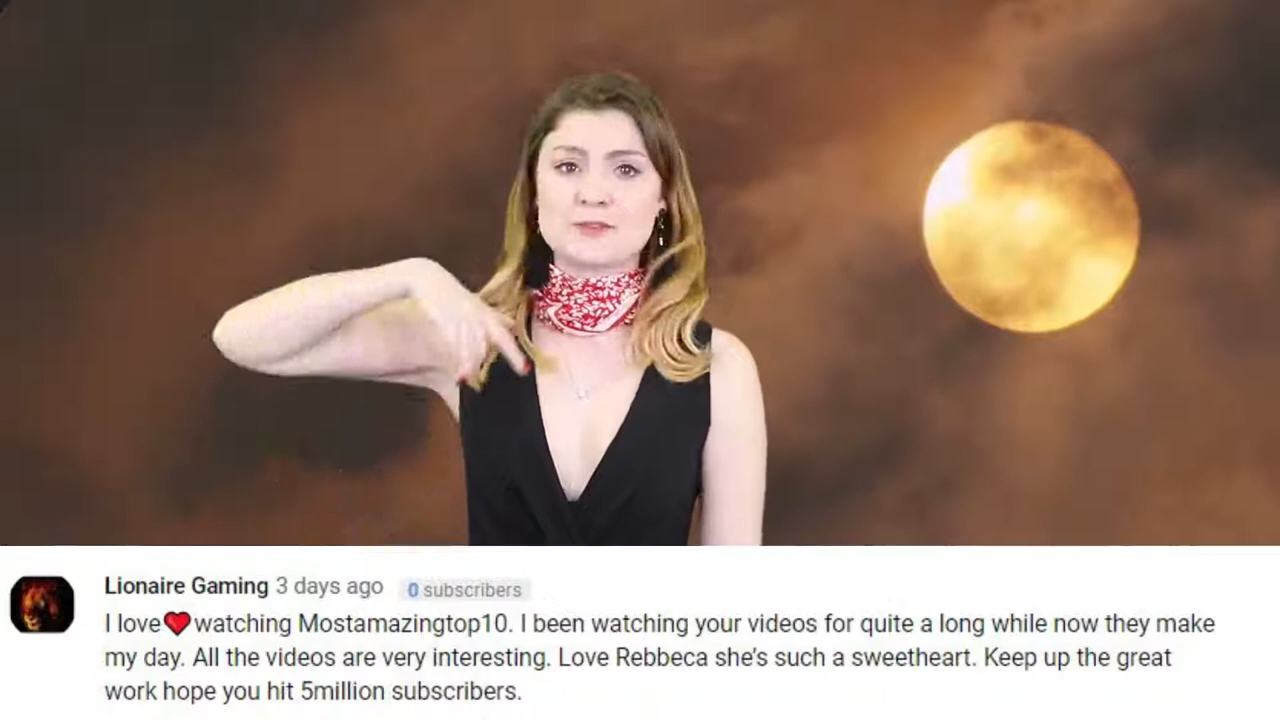 Lionaire Gaming 3 days ago 0 subscribers
I love❤️watching Mostamazingtop10. I been watching your videos for quite a long while now they make
my day. All the videos are very interesting. Love Rebbeca she's such a sweetheart. Keep up the great
work hope you hit 5million subscribers.